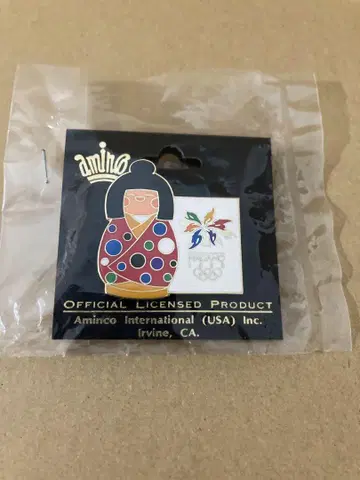 aminco
OFFICIAL LICENSED PRODUCT
Aminco International (USA) Inc.
Irvine, CA.